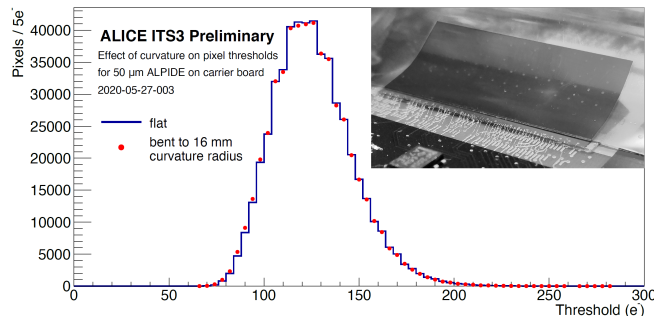 Pixels / 5e⁻
40000
35000
30000
25000
20000
15000
10000
5000
0
ALICE ITS3 Preliminary
Effect of curvature on pixel thresholds
for 50 μm ALPIDE on carrier board
2020-05-27-003
flat
bent to 16 mm
curvature radius
0 50 100 150 200 250 300
Threshold (e⁻)